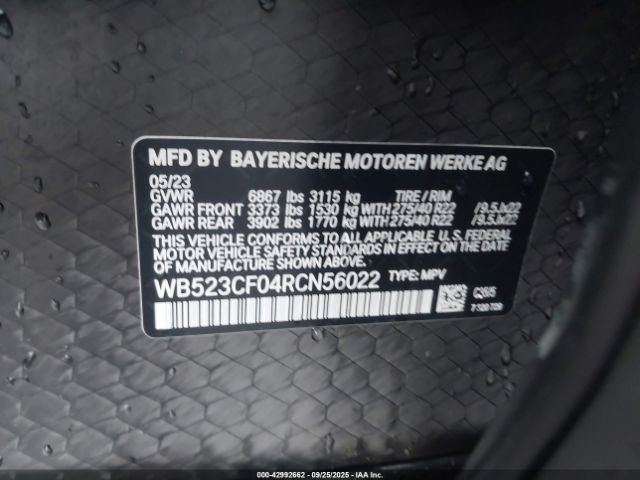 MFD BY BAYERISCHE MOTOREN WERKE AG
05/23
GVWR 6867 lbs 3115 kg TIRE / RIM
GAWR FRONT 3373 lbs 1530 kg WITH 275/40 R22 /9.5Jx22
GAWR REAR 3902 lbs 1770 kg WITH 275/40 R22 /9.5Jx22
THIS VEHICLE CONFORMS TO ALL APPLICABLE U.S. FEDERAL
MOTOR VEHICLE SAFETY STANDARDS IN EFFECT ON THE
DATE OF MANUFACTURE SHOWN ABOVE.
WB523CF04RCN56022 TYPE: MPV
000-42992662 - 09/25/2025 - IAA, Inc.